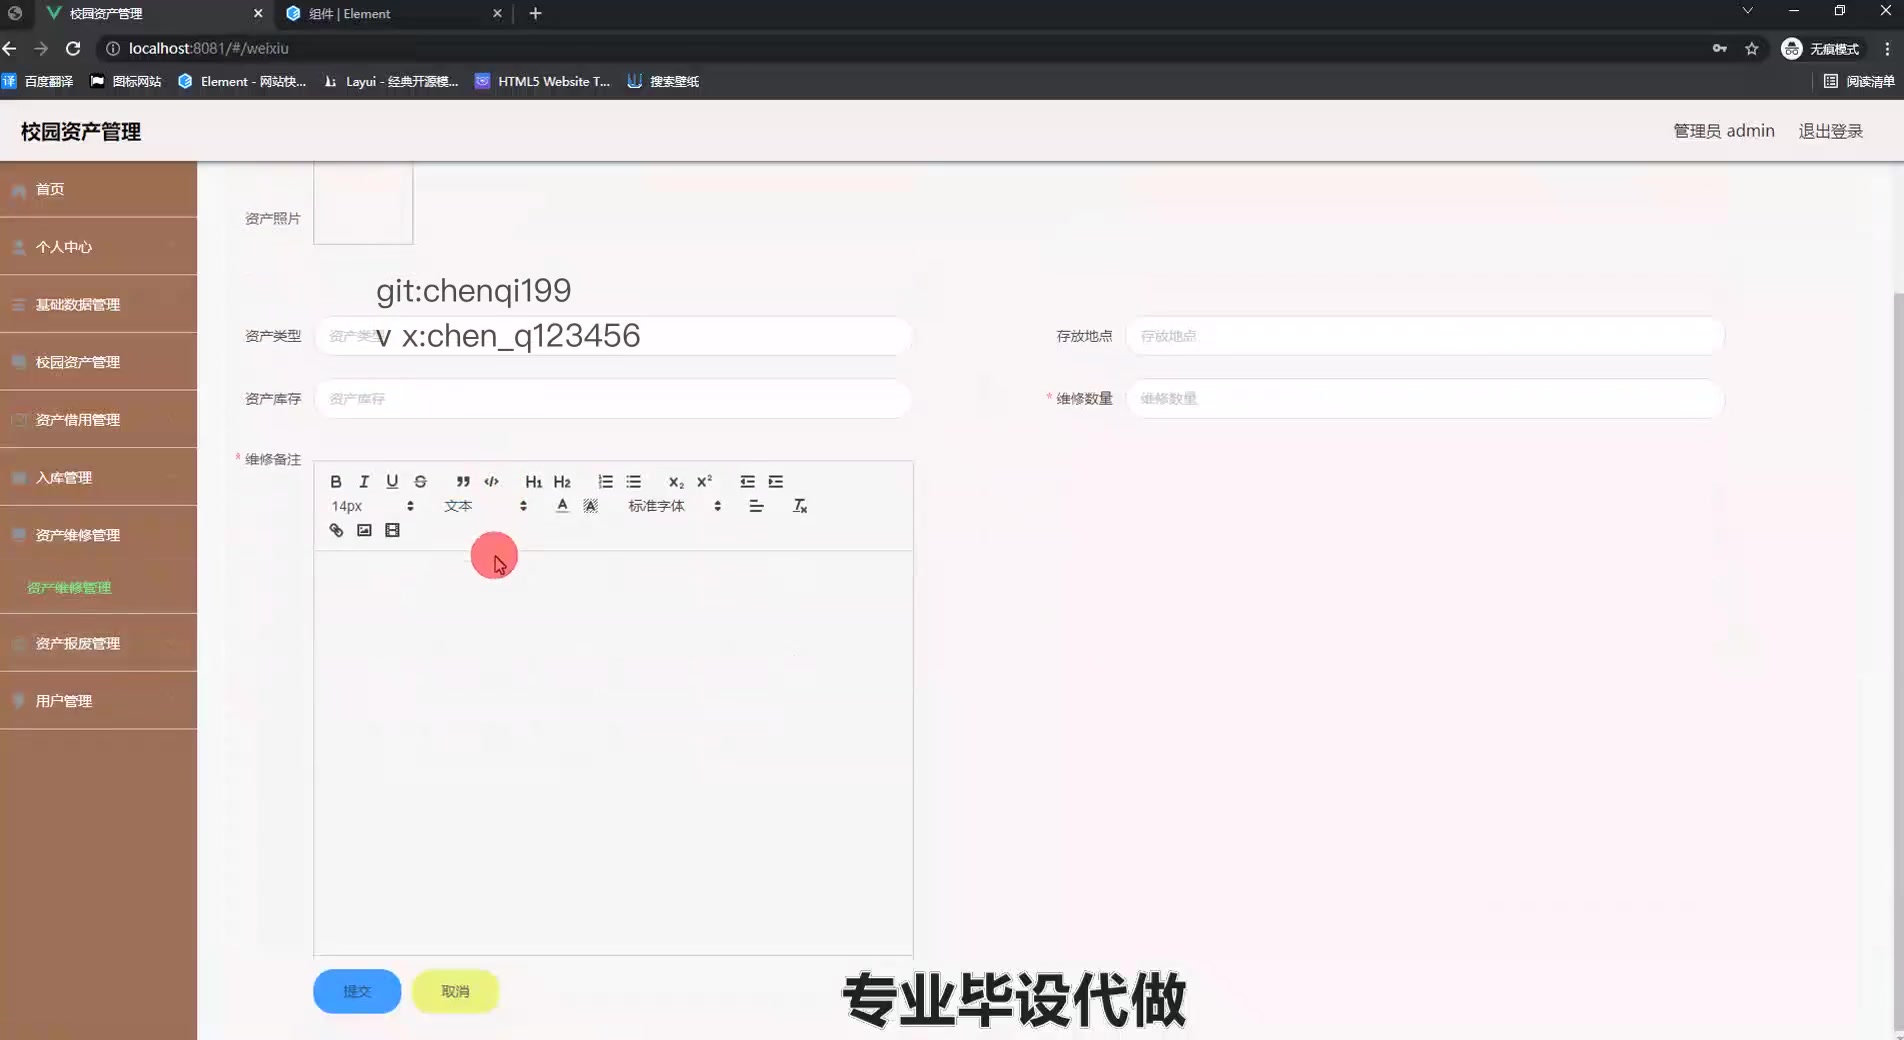 校园资产管理
组件 | Element
localhost:8081/#/weixiu
无痕模式
百度翻译
图标网站
Element - 网站快...
Layui - 经典开源模...
HTML5 Website T...
搜索壁纸
阅读清单
校园资产管理
管理员 admin
退出登录
首页
个人中心
基础数据管理
校园资产管理
资产借用管理
入库管理
资产维修管理
资产维修管理
资产报废管理
用户管理
资产照片
git:chenqi199
v x:chen_q123456
资产类型
资产类型
存放地点
存放地点
资产库存
资产库存
* 维修数量
维修数量
* 维修备注
B I U S ” </> H1 H2 x2 x2
14px 文本 A A 标准字体 Tx
提交
取消
专业毕设代做